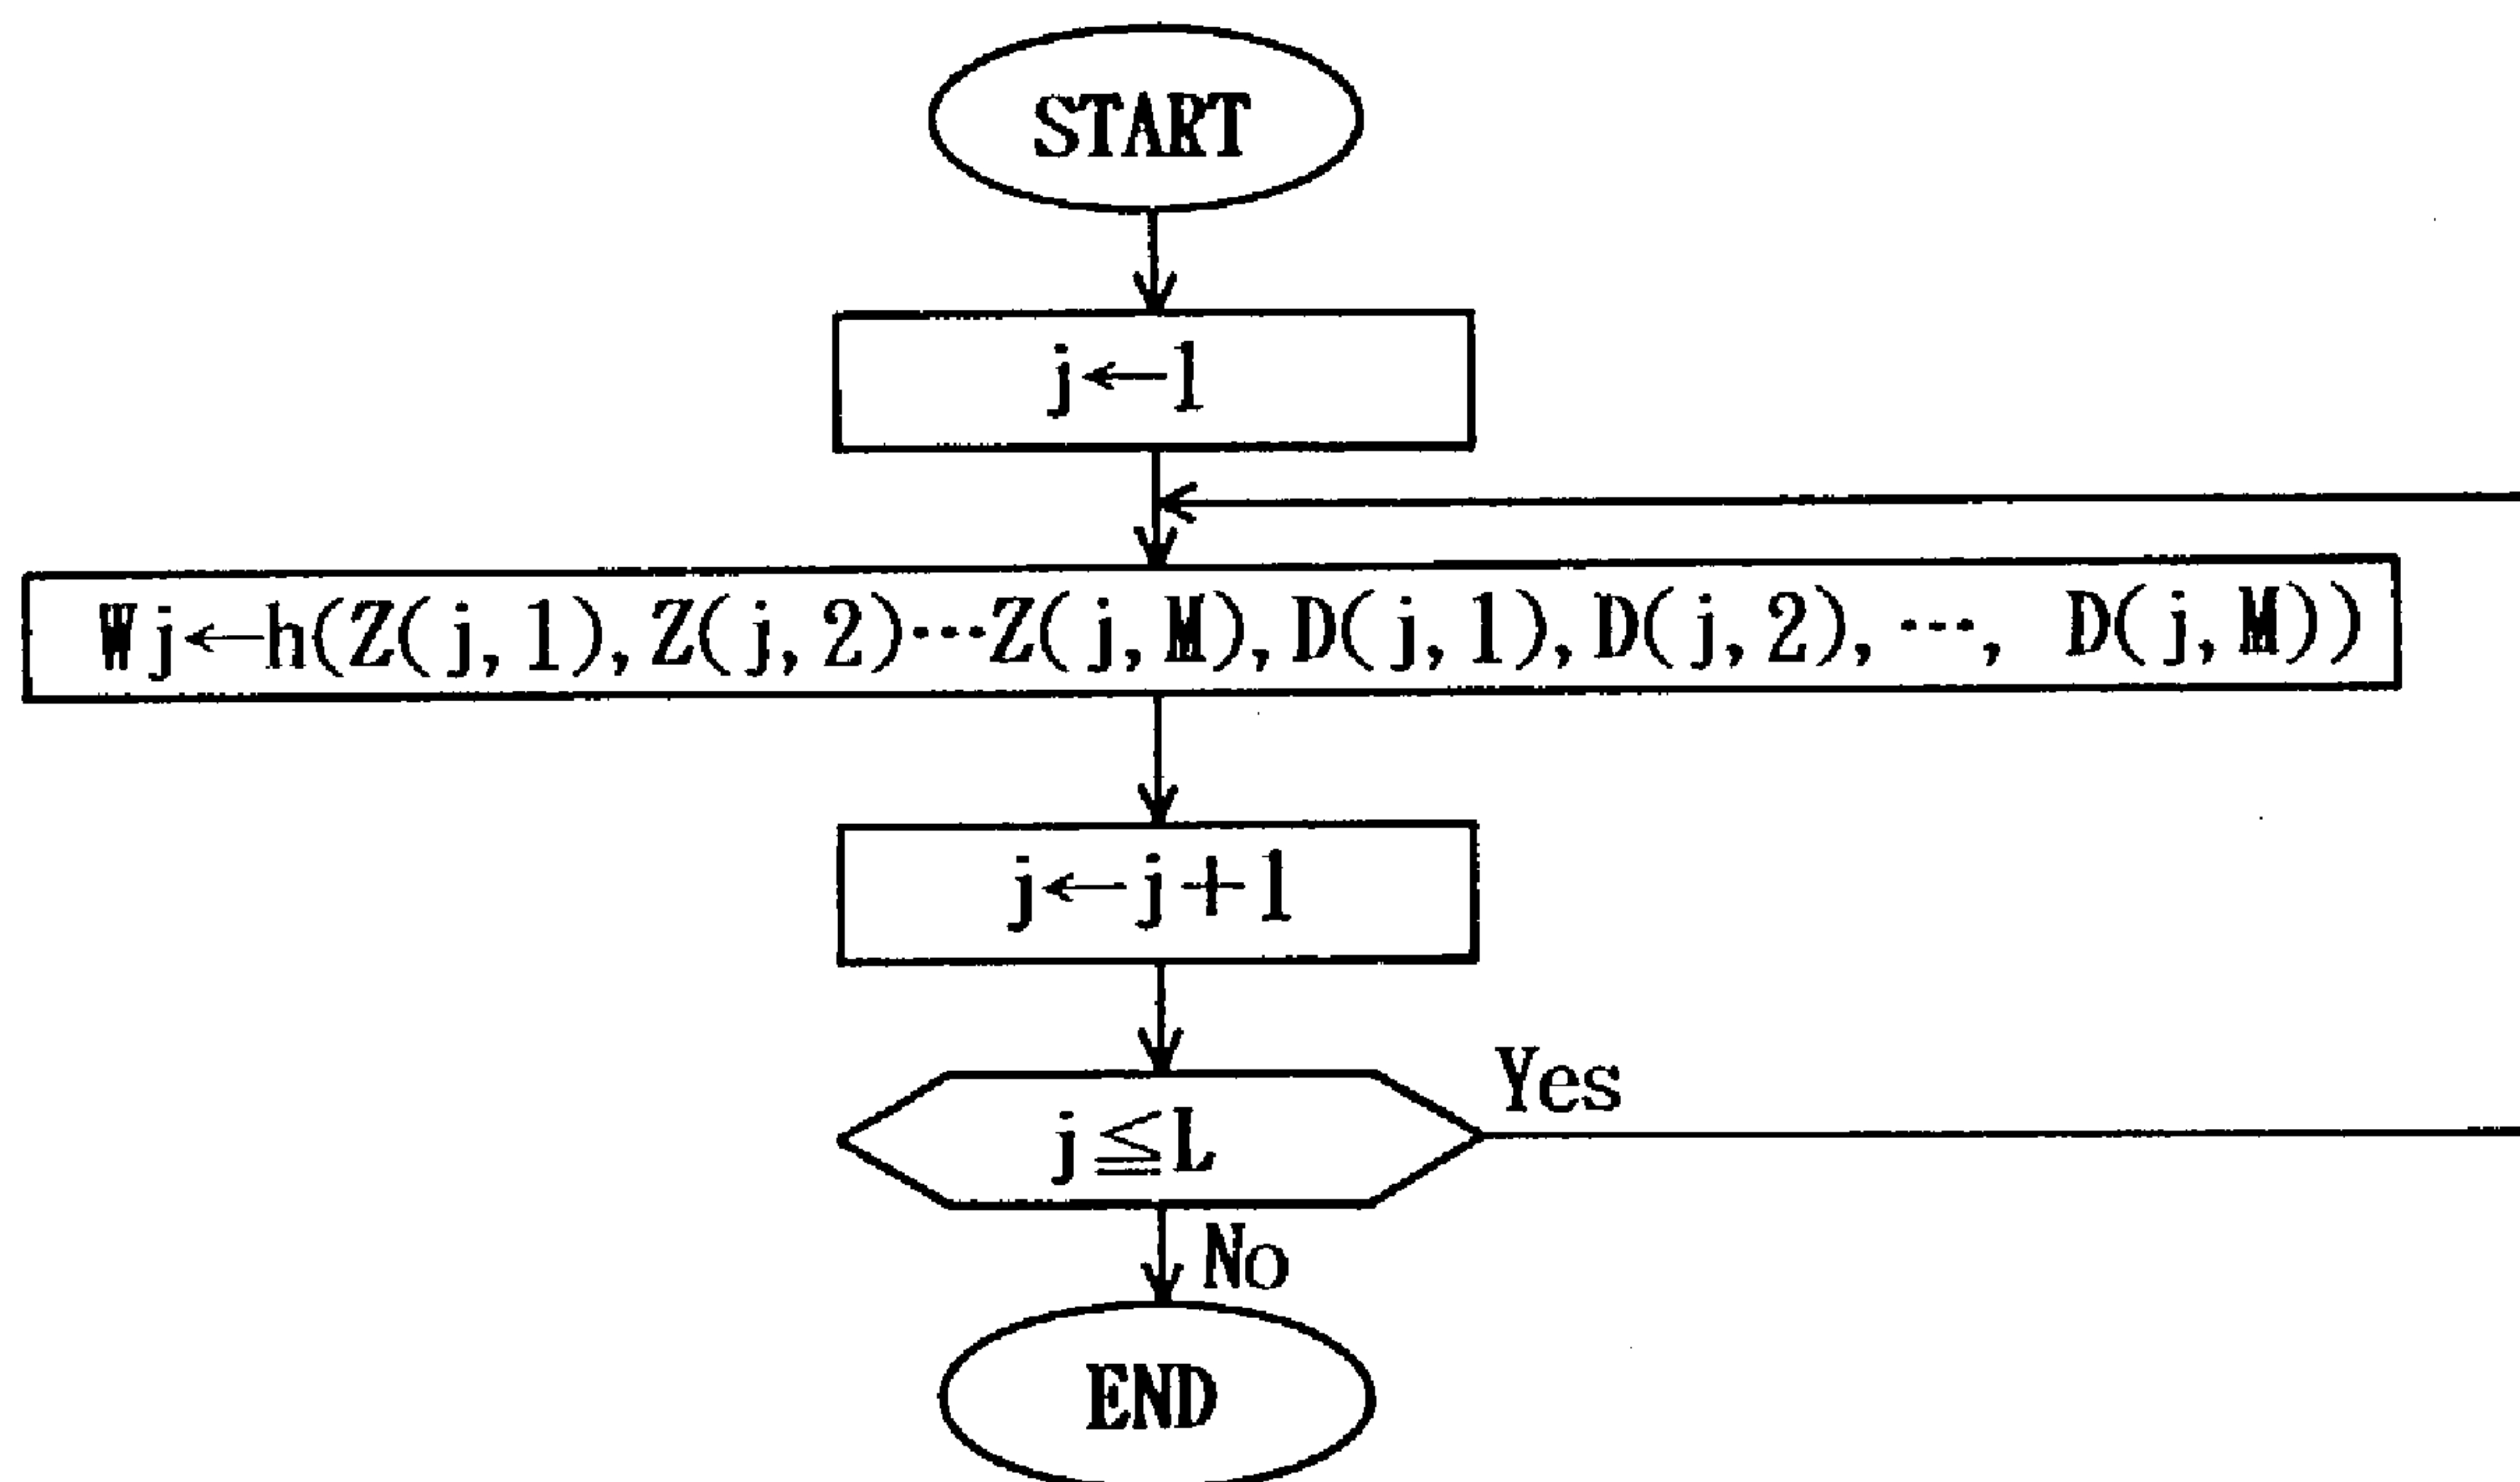 START
j←1
Wj←h(Z(j,1),Z(j,2)···Z(j,M),D(j,1),D(j,2),···, D(j,M))
j←j+1
j≦L
Yes
No
END